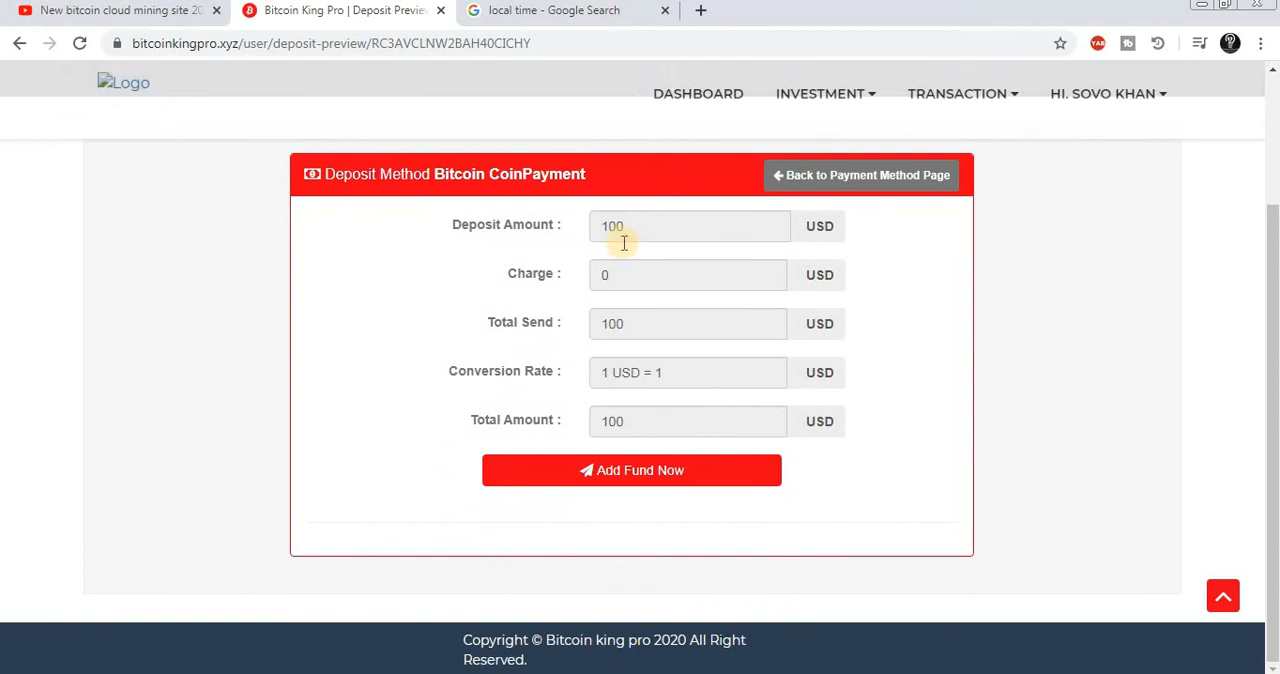 New bitcoin cloud mining site 20
Bitcoin King Pro | Deposit Previe
local time - Google Search
bitcoinkingpro.xyz/user/deposit-preview/RC3AVCLNW2BAH40CICHY
YAB
tb
Logo
DASHBOARD
INVESTMENT
TRANSACTION
HI. SOVO KHAN
Deposit Method Bitcoin CoinPayment
Back to Payment Method Page
Deposit Amount : 100 USD
Charge : 0 USD
Total Send : 100 USD
Conversion Rate : 1 USD = 1 USD
Total Amount : 100 USD
Add Fund Now
Copyright © Bitcoin king pro 2020 All Right
Reserved.